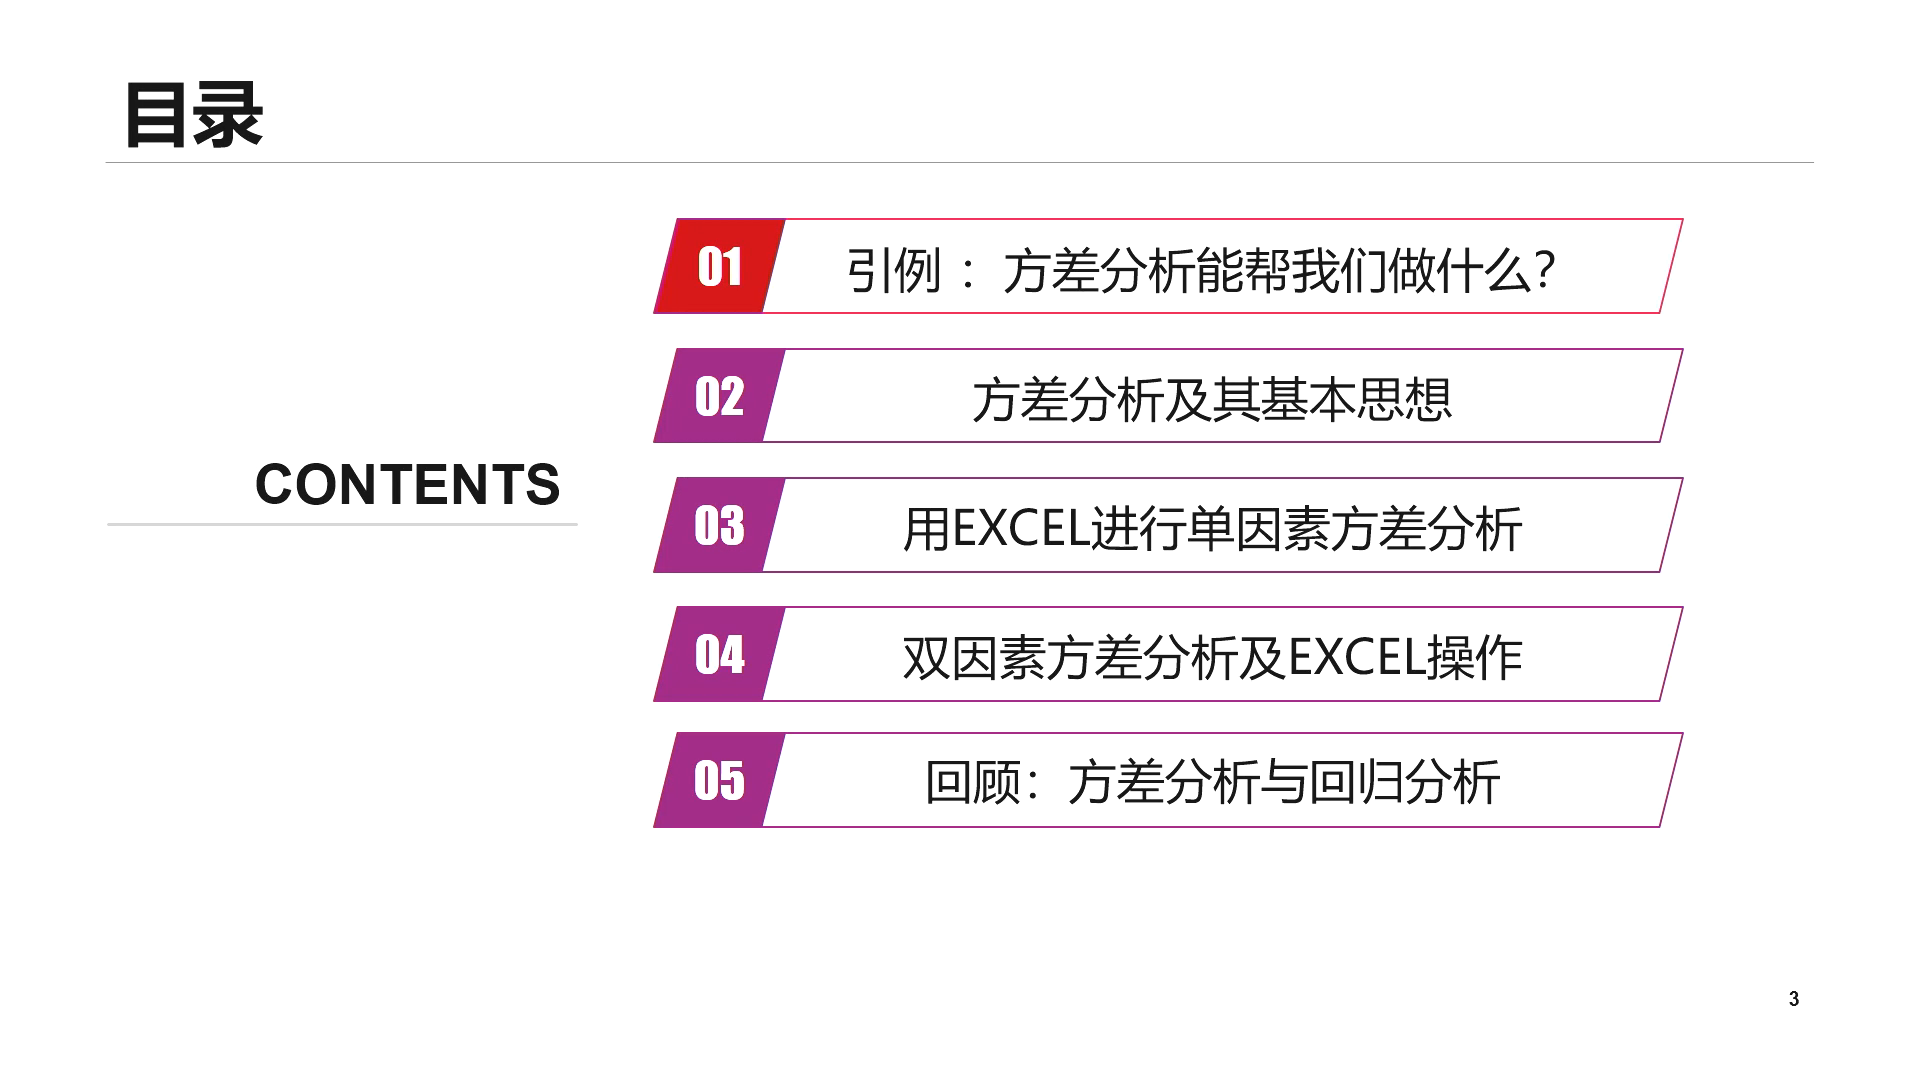 目录
CONTENTS
01 引例 ：方差分析能帮我们做什么？
02 方差分析及其基本思想
03 用EXCEL进行单因素方差分析
04 双因素方差分析及EXCEL操作
05 回顾：方差分析与回归分析
3